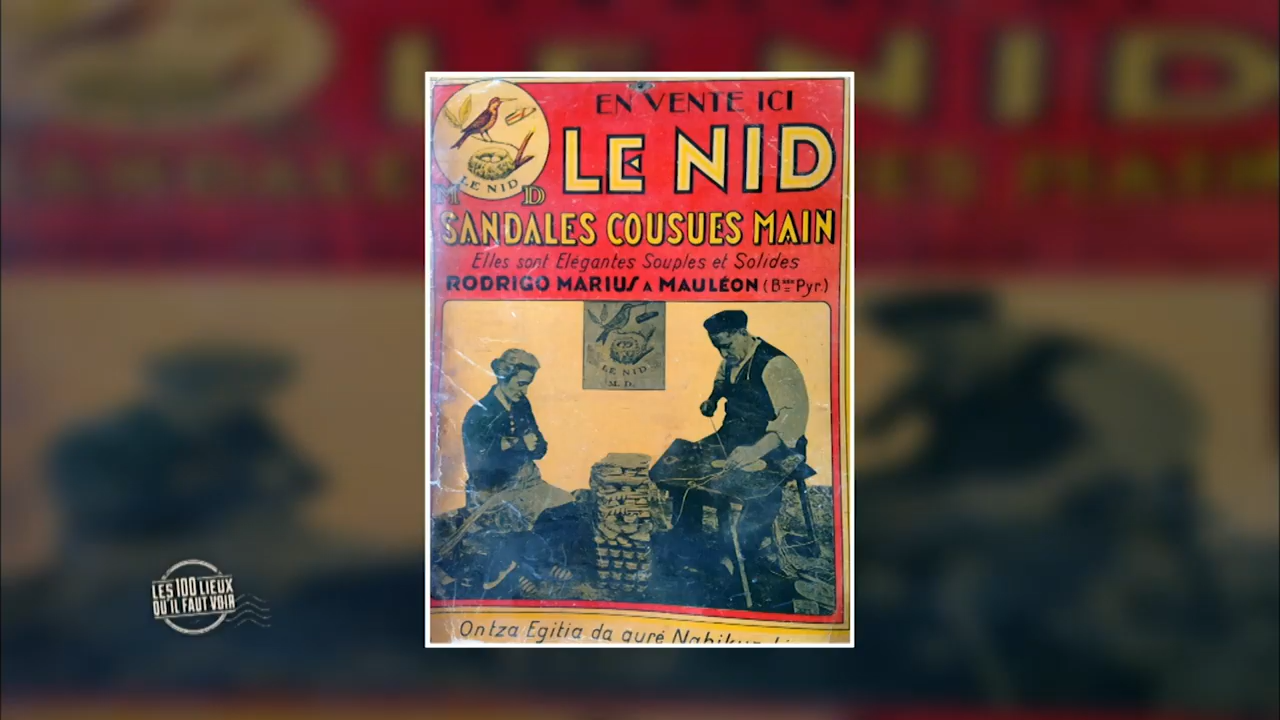 EN VENTE ICI
LE NID
LE NID
M D
SANDALES COUSUES MAIN
Elles sont Elégantes Souples et Solides
RODRIGO MARIUS A MAULÉON (Bses Pyr.)
LE NID
M. D.
LES 100 LIEUX
QU'IL FAUT VOIR
Ontza Egitia da guré